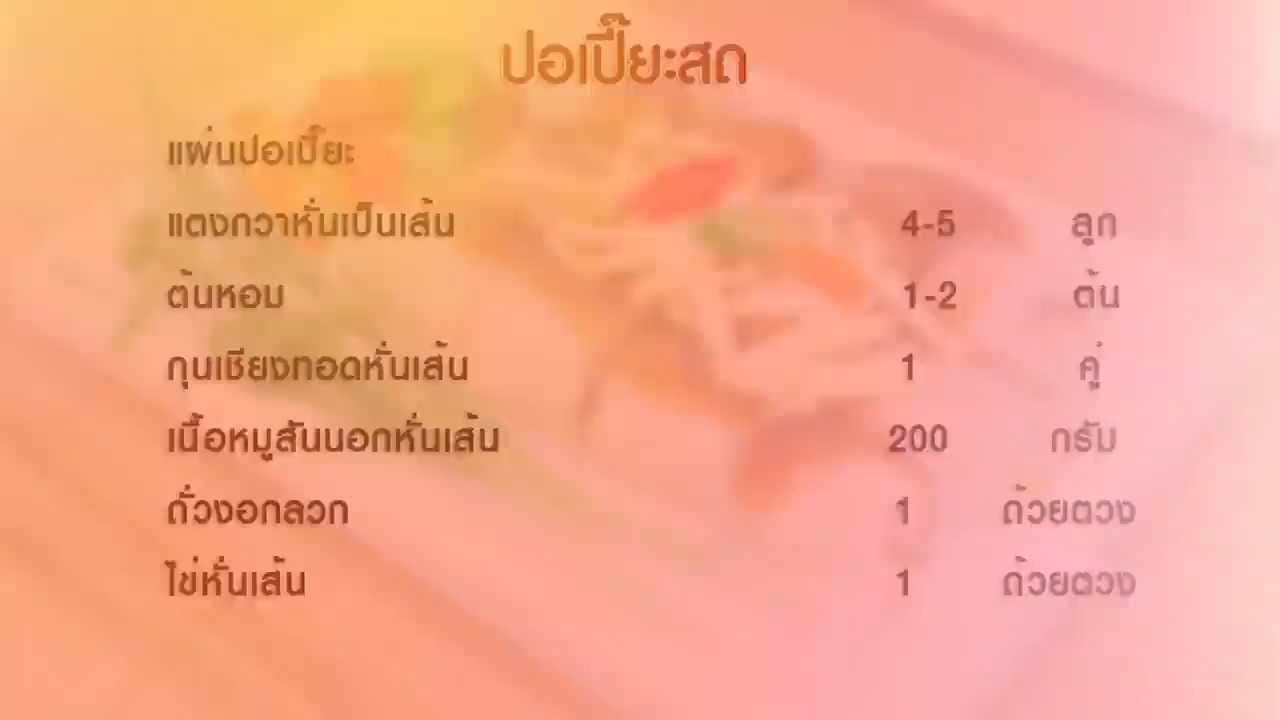 ปอเปี๊ยะสด
แผ่นปอเปี๊ยะ
แตงกวาหั่นเป็นเส้น 4-5 ลูก
ต้นหอม 1-2 ต้น
กุนเชียงทอดหั่นเส้น 1 คู่
เนื้อหมูสันนอกหั่นเส้น 200 กรัม
ถั่วงอกลวก 1 ถ้วยตวง
ไข่หั่นเส้น 1 ถ้วยตวง